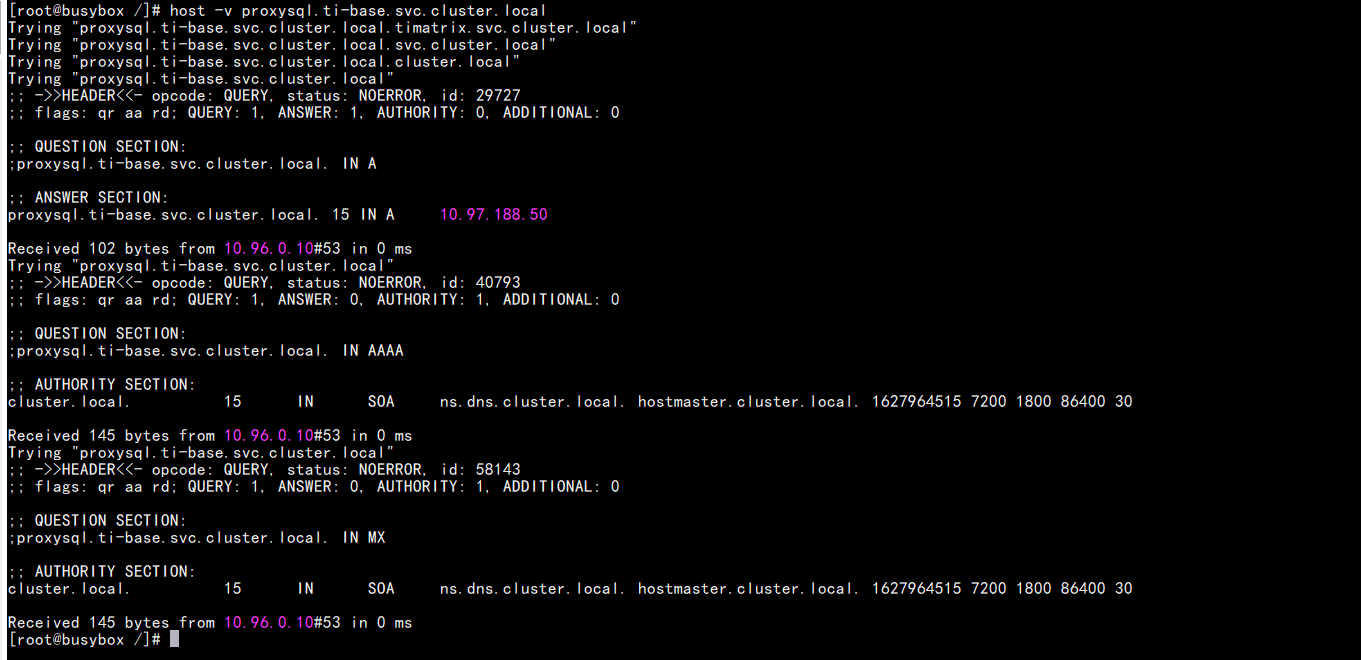 [root@busybox /]# host -v proxysql.ti-base.svc.cluster.local
Trying "proxysql.ti-base.svc.cluster.local.timatrix.svc.cluster.local"
Trying "proxysql.ti-base.svc.cluster.local.svc.cluster.local"
Trying "proxysql.ti-base.svc.cluster.local.cluster.local"
Trying "proxysql.ti-base.svc.cluster.local"
;; ->>HEADER<<- opcode: QUERY, status: NOERROR, id: 29727
;; flags: qr aa rd; QUERY: 1, ANSWER: 1, AUTHORITY: 0, ADDITIONAL: 0
;; QUESTION SECTION:
;proxysql.ti-base.svc.cluster.local. IN A
;; ANSWER SECTION:
proxysql.ti-base.svc.cluster.local. 15 IN A 10.97.188.50
Received 102 bytes from 10.96.0.10#53 in 0 ms
Trying "proxysql.ti-base.svc.cluster.local"
;; ->>HEADER<<- opcode: QUERY, status: NOERROR, id: 40793
;; flags: qr aa rd; QUERY: 1, ANSWER: 0, AUTHORITY: 1, ADDITIONAL: 0
;; QUESTION SECTION:
;proxysql.ti-base.svc.cluster.local. IN AAAA
;; AUTHORITY SECTION:
cluster.local. 15 IN SOA ns.dns.cluster.local. hostmaster.cluster.local. 1627964515 7200 1800 86400 30
Received 145 bytes from 10.96.0.10#53 in 0 ms
Trying "proxysql.ti-base.svc.cluster.local"
;; ->>HEADER<<- opcode: QUERY, status: NOERROR, id: 58143
;; flags: qr aa rd; QUERY: 1, ANSWER: 0, AUTHORITY: 1, ADDITIONAL: 0
;; QUESTION SECTION:
;proxysql.ti-base.svc.cluster.local. IN MX
;; AUTHORITY SECTION:
cluster.local. 15 IN SOA ns.dns.cluster.local. hostmaster.cluster.local. 1627964515 7200 1800 86400 30
Received 145 bytes from 10.96.0.10#53 in 0 ms
[root@busybox /]#